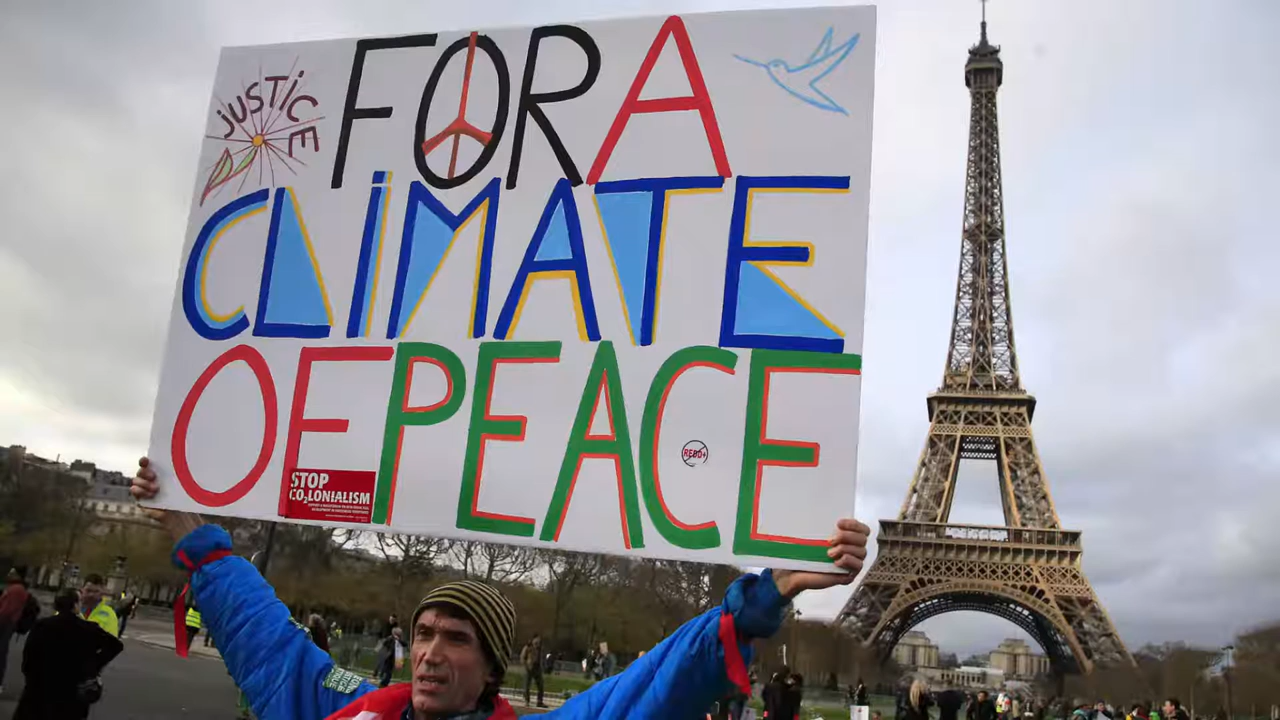 jUSTiCE
FOR A
CLiMATE
OF PEACE
REDD+
STOP
CO₂LONIALISM